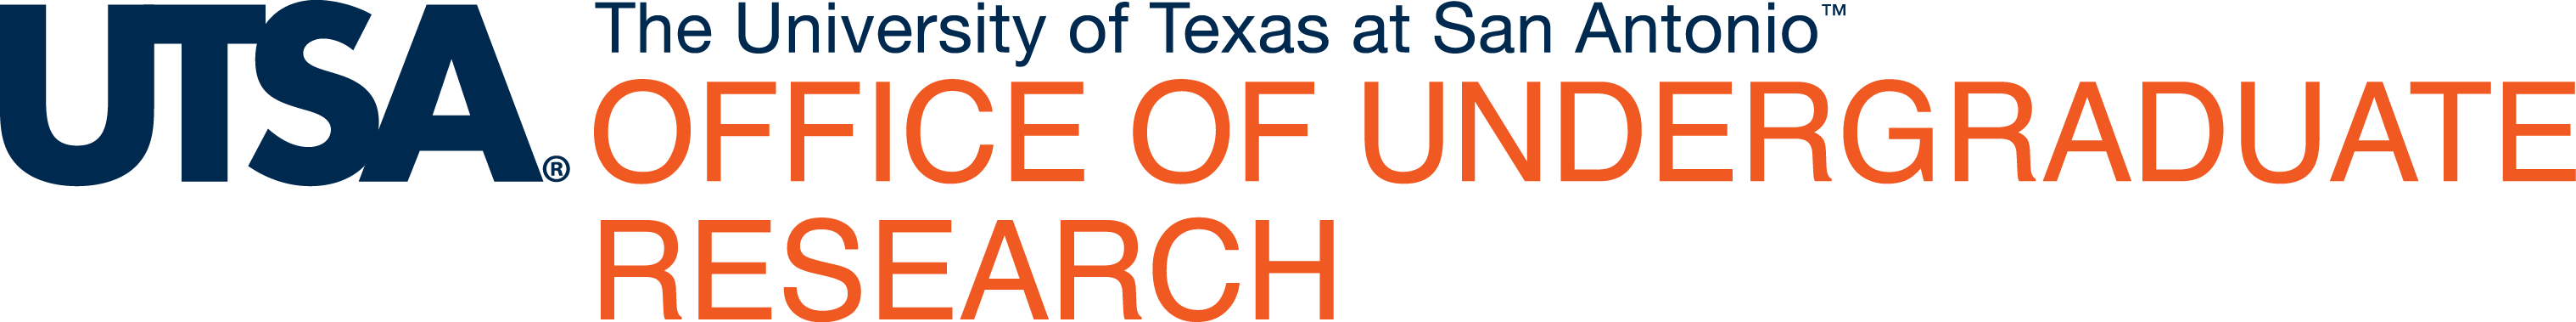 UTSA®
The University of Texas at San Antonio™
OFFICE OF UNDERGRADUATE
RESEARCH